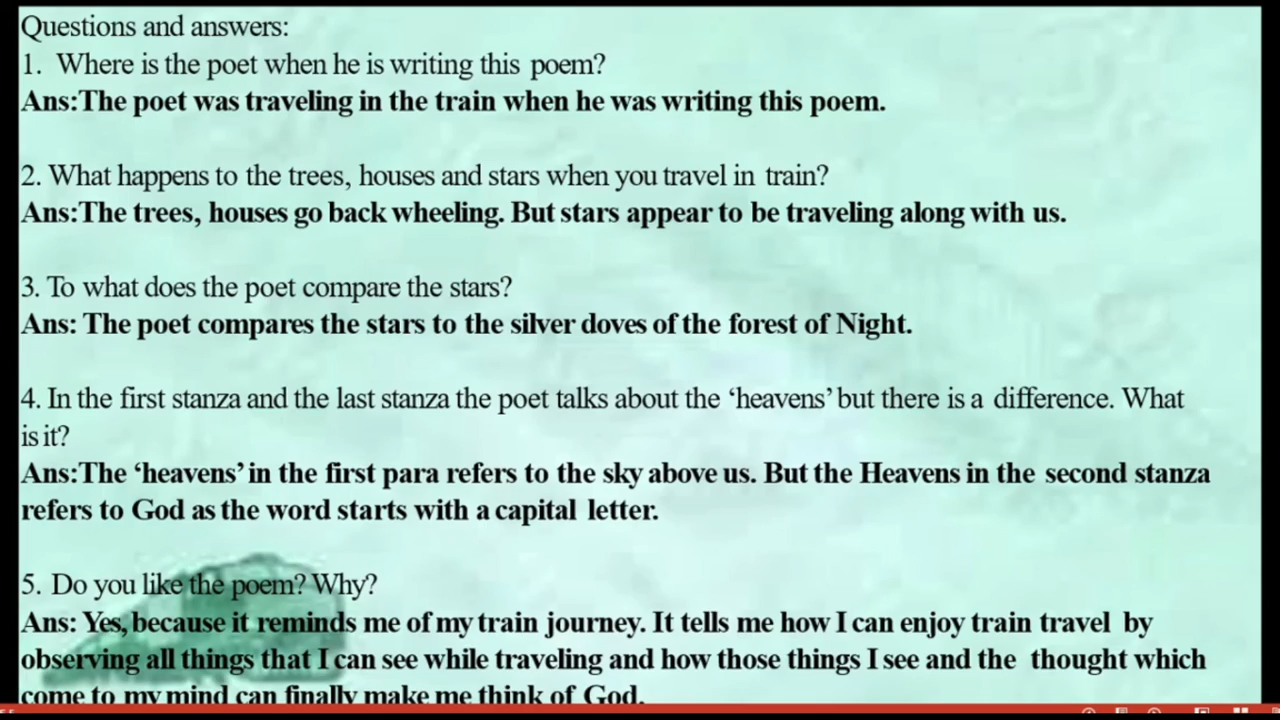 Questions and answers:
1. Where is the poet when he is writing this poem?
Ans:The poet was traveling in the train when he was writing this poem.
2. What happens to the trees, houses and stars when you travel in train?
Ans:The trees, houses go back wheeling. But stars appear to be traveling along with us.
3. To what does the poet compare the stars?
Ans: The poet compares the stars to the silver doves of the forest of Night.
4. In the first stanza and the last stanza the poet talks about the ‘heavens’ but there is a difference. What
is it?
Ans:The ‘heavens’ in the first para refers to the sky above us. But the Heavens in the second stanza
refers to God as the word starts with a capital letter.
5. Do you like the poem? Why?
Ans: Yes, because it reminds me of my train journey. It tells me how I can enjoy train travel by
observing all things that I can see while traveling and how those things I see and the thought which
come to my mind can finally make me think of God.